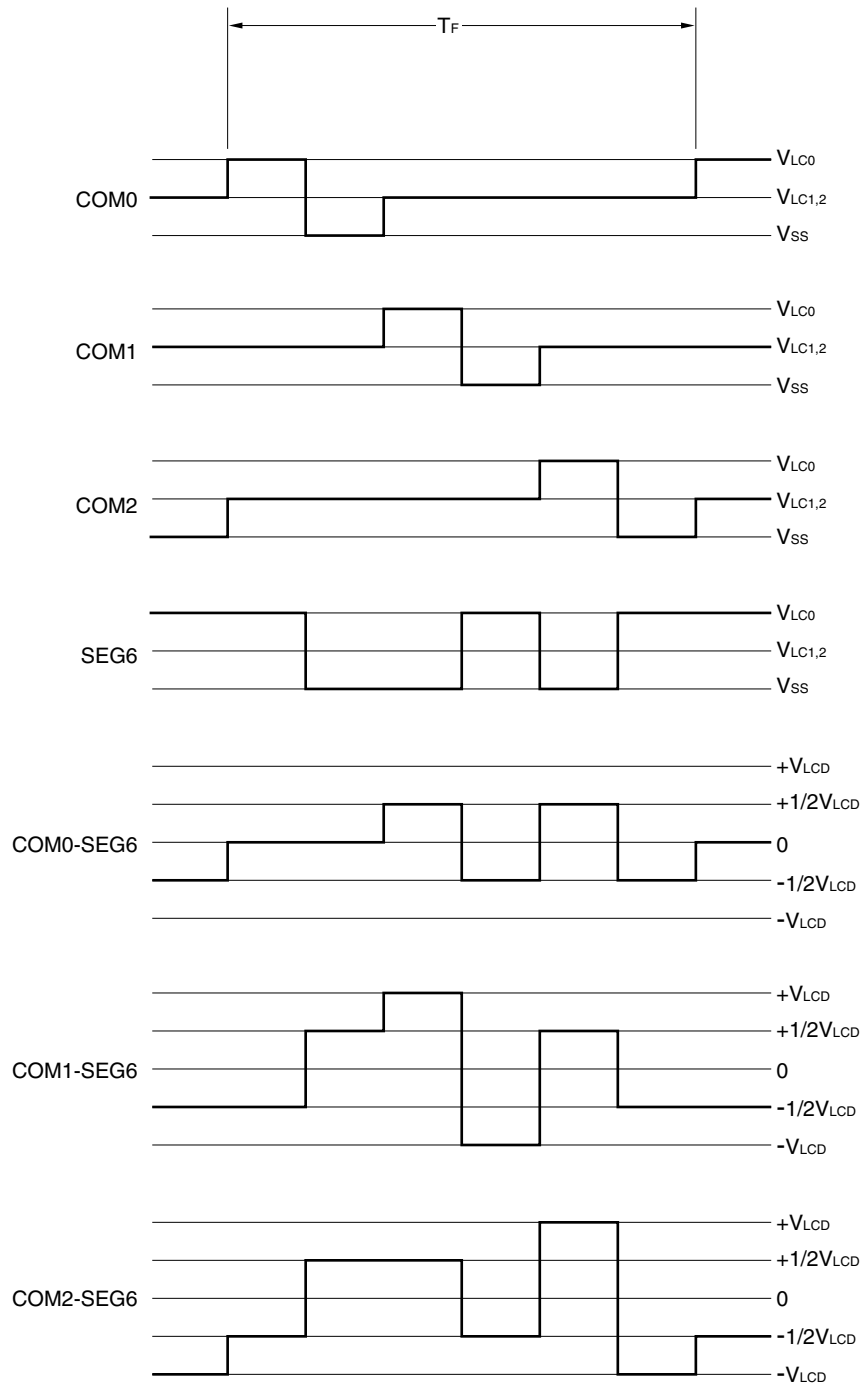 TF
COM0
VLC0
VLC1,2
VSS
COM1
VLC0
VLC1,2
VSS
COM2
VLC0
VLC1,2
VSS
SEG6
VLC0
VLC1,2
VSS
COM0-SEG6
+VLCD
+1/2VLCD
0
-1/2VLCD
-VLCD
COM1-SEG6
+VLCD
+1/2VLCD
0
-1/2VLCD
-VLCD
COM2-SEG6
+VLCD
+1/2VLCD
0
-1/2VLCD
-VLCD